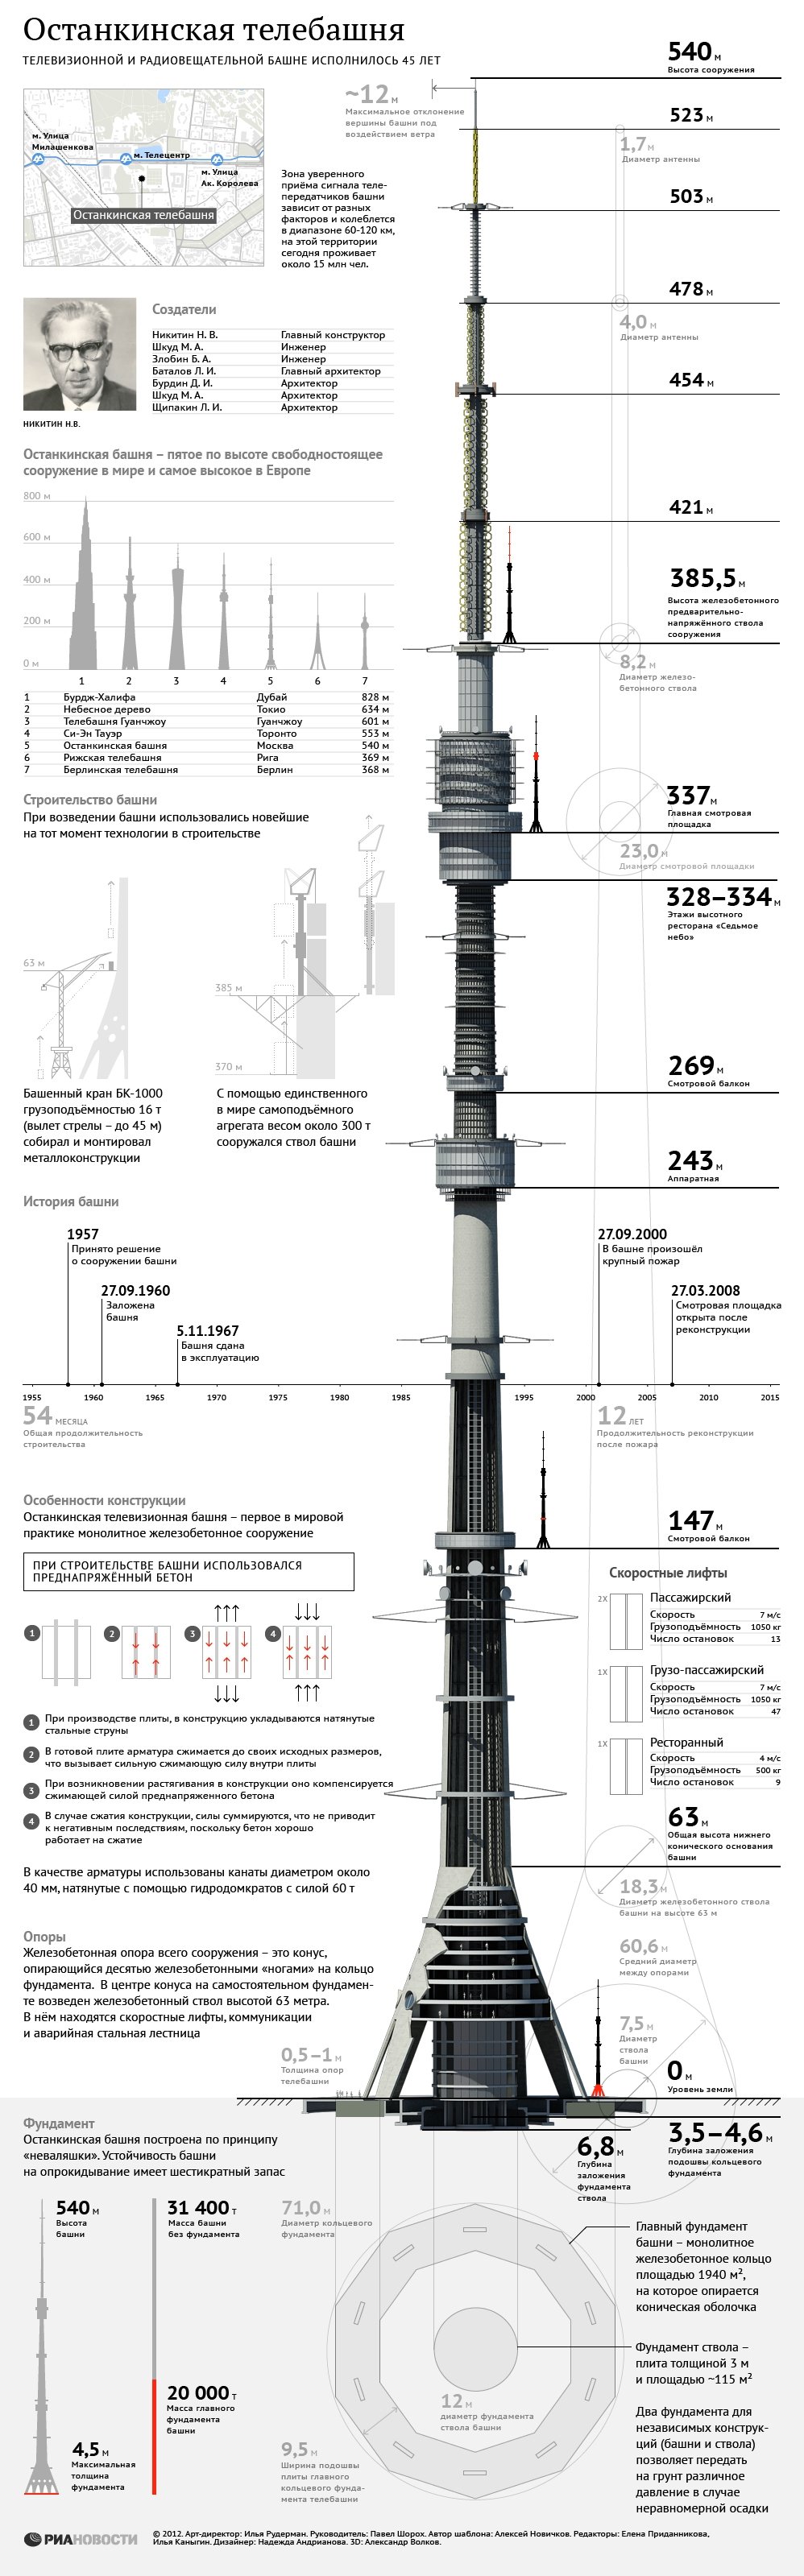 Останкинская телебашня
ТЕЛЕВИЗИОННОЙ И РАДИОВЕЩАТЕЛЬНОЙ БАШНЕ ИСПОЛНИЛОСЬ 45 ЛЕТ
м. Улица
Милашенкова
м. Телецентр
м. Улица
Ак. Королева
Останкинская телебашня
~12 м
Максимальное отклонение
вершины башни под
воздействием ветра
Зона уверенного
приёма сигнала теле-
передатчиков башни
зависит от разных
факторов и колеблется
в диапазоне 60-120 км,
на этой территории
сегодня проживает
около 15 млн чел.
НИКИТИН Н.В.
Создатели
Никитин Н. В. Главный конструктор
Шкуд М. А. Инженер
Злобин Б. А. Инженер
Баталов Л. И. Главный архитектор
Бурдин Д. И. Архитектор
Шкуд М. А. Архитектор
Щипакин Л. И. Архитектор
Останкинская башня – пятое по высоте свободностоящее
сооружение в мире и самое высокое в Европе
800 м
600 м
400 м
200 м
0 м
1 2 3 4 5 6 7
1 Бурдж-Халифа Дубай 828 м
2 Небесное дерево Токио 634 м
3 Телебашня Гуанчжоу Гуанчжоу 601 м
4 Си-Эн Тауэр Торонто 553 м
5 Останкинская башня Москва 540 м
6 Рижская телебашня Рига 369 м
7 Берлинская телебашня Берлин 368 м
Строительство башни
При возведении башни использовались новейшие
на тот момент технологии в строительстве
63 м
385 м
370 м
Башенный кран БК-1000
грузоподъёмностью 16 т
(вылет стрелы – до 45 м)
собирал и монтировал
металлоконструкции
С помощью единственного
в мире самоподъёмного
агрегата весом около 300 т
сооружался ствол башни
540 м
Высота сооружения
523 м
1,7 м
Диаметр антенны
503 м
478 м
4,0 м
Диаметр антенны
454 м
421 м
385,5 м
Высота железобетонного
предварительно-
напряжённого ствола
сооружения
8,2 м
Диаметр железо-
бетонного ствола
337 м
Главная смотровая
площадка
23,0 м
Диаметр смотровой площадки
328–334 м
Этажи высотного
ресторана «Седьмое
небо»
269 м
Смотровой балкон
243 м
Аппаратная
История башни
1957
Принято решение
о сооружении башни
27.09.1960
Заложена
башня
5.11.1967
Башня сдана
в эксплуатацию
27.09.2000
В башне произошёл
крупный пожар
27.03.2008
Смотровая площадка
открыта после
реконструкции
1955 1960 1965 1970 1975 1980 1985 1995 2000 2005 2010 2015
54 МЕСЯЦА
Общая продолжительность
строительства
12 ЛЕТ
Продолжительность реконструкции
после пожара
Особенности конструкции
Останкинская телевизионная башня – первое в мировой
практике монолитное железобетонное сооружение
ПРИ СТРОИТЕЛЬСТВЕ БАШНИ ИСПОЛЬЗОВАЛСЯ
ПРЕДНАПРЯЖЁННЫЙ БЕТОН
1 2 3 4
1 При производстве плиты, в конструкцию укладываются натянутые
стальные струны
2 В готовой плите арматура сжимается до своих исходных размеров,
что вызывает сильную сжимающую силу внутри плиты
3 При возникновении растягивания в конструкции оно компенсируется
сжимающей силой преднапряженного бетона
4 В случае сжатия конструкции, силы суммируются, что не приводит
к негативным последствиям, поскольку бетон хорошо
работает на сжатие
В качестве арматуры использованы канаты диаметром около
40 мм, натянутые с помощью гидродомкратов с силой 60 т
147 м
Смотровой балкон
Скоростные лифты
2X
Пассажирский
Скорость 7 м/с
Грузоподъёмность 1050 кг
Число остановок 13
1X
Грузо-пассажирский
Скорость 7 м/с
Грузоподъёмность 1050 кг
Число остановок 47
1X
Ресторанный
Скорость 4 м/с
Грузоподъёмность 500 кг
Число остановок 9
63 м
Общая высота нижнего
конического основания
башни
18,3 м
Диаметр железобетонного ствола
башни на высоте 63 м
60,6 м
Средний диаметр
между опорами
7,5 м
Диаметр
ствола
башни
0 м
Уровень земли
Опоры
Железобетонная опора всего сооружения – это конус,
опирающийся десятью железобетонными «ногами» на кольцо
фундамента. В центре конуса на самостоятельном фундамен-
те возведен железобетонный ствол высотой 63 метра.
В нём находятся скоростные лифты, коммуникации
и аварийная стальная лестница
0,5–1 м
Толщина опор
телебашни
6,8 м
Глубина
заложения
фундамента
ствола
3,5–4,6 м
Глубина заложения
подошвы кольцевого
фундамента
Фундамент
Останкинская башня построена по принципу
«неваляшки». Устойчивость башни
на опрокидывание имеет шестикратный запас
540 м
Высота
башни
31 400 т
Масса башни
без фундамента
71,0 м
Диаметр кольцевого
фундамента
20 000 т
Масса главного
фундамента
башни
4,5 м
Максимальная
толщина
фундамента
12 м
диаметр фундамента
ствола башни
9,5 м
Ширина подошвы
плиты главного
кольцевого фунда-
мента телебашни
Главный фундамент
башни – монолитное
железобетонное кольцо
площадью 1940 м²,
на которое опирается
коническая оболочка
Фундамент ствола –
плита толщиной 3 м
и площадью ~115 м²
Два фундамента для
независимых конструк-
ций (башни и ствола)
позволяет передать
на грунт различное
давление в случае
неравномерной осадки
РИАНОВОСТИ
© 2012. Арт-директор: Илья Рудерман. Руководитель: Павел Шорох. Автор шаблона: Алексей Новичков. Редакторы: Елена Приданникова,
Илья Каныгин. Дизайнер: Надежда Андрианова. 3D: Александр Волков.